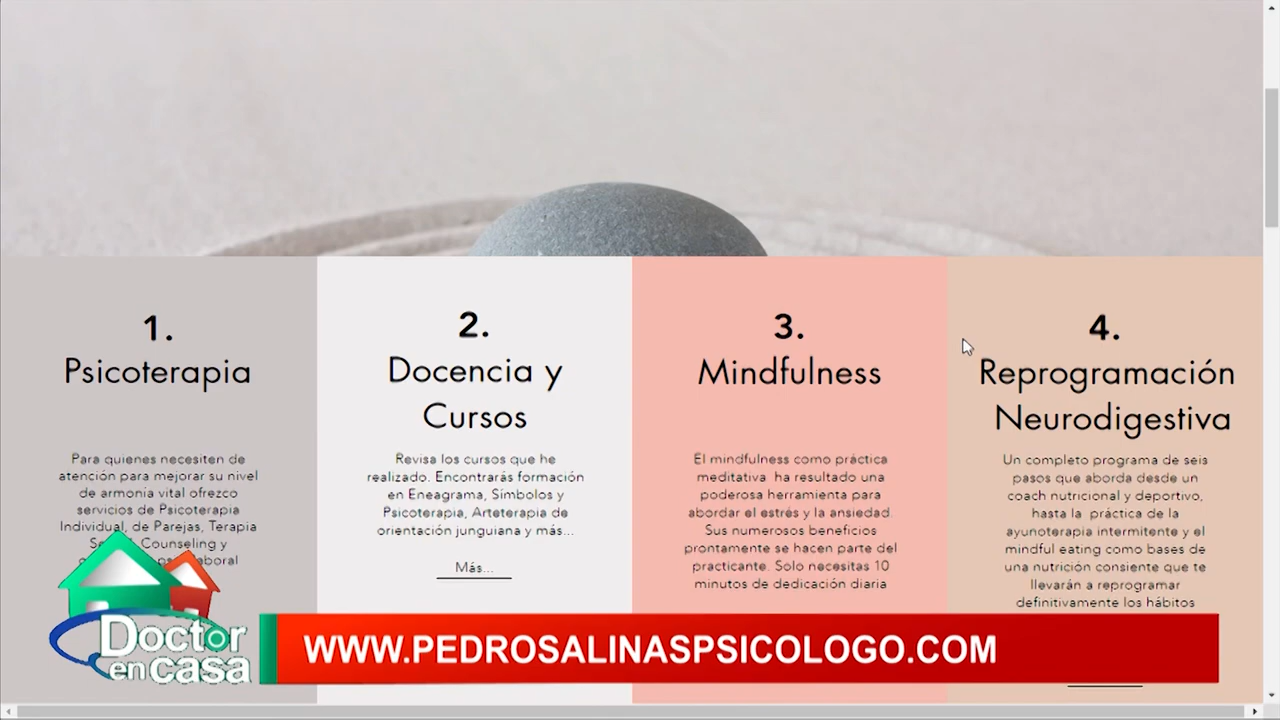 1.
Psicoterapia
Para quienes necesiten de
atención para mejorar su nivel
de armonía vital ofrezco
servicios de Psicoterapia
Individual, de Parejas, Terapia
Counseling y
2.
Docencia y
Cursos
Revisa los cursos que he
realizado. Encontrarás formación
en Eneagrama, Símbolos y
Psicoterapia, Arteterapia de
orientación junguiana y más...
Más...
3.
Mindfulness
El mindfulness como práctica
meditativa ha resultado una
poderosa herramienta para
abordar el estrés y la ansiedad.
Sus numerosos beneficios
prontamente se hacen parte del
practicante. Solo necesitas 10
minutos de dedicación diaria
4.
Reprogramación
Neurodigestiva
Un completo programa de seis
pasos que aborda desde un
coach nutricional y deportivo,
hasta la práctica de la
ayunoterapia intermitente y el
mindful eating como bases de
una nutrición consiente que te
llevarán a reprogramar
definitivamente los hábitos
Doctor
en casa
WWW.PEDROSALINASPSICOLOGO.COM